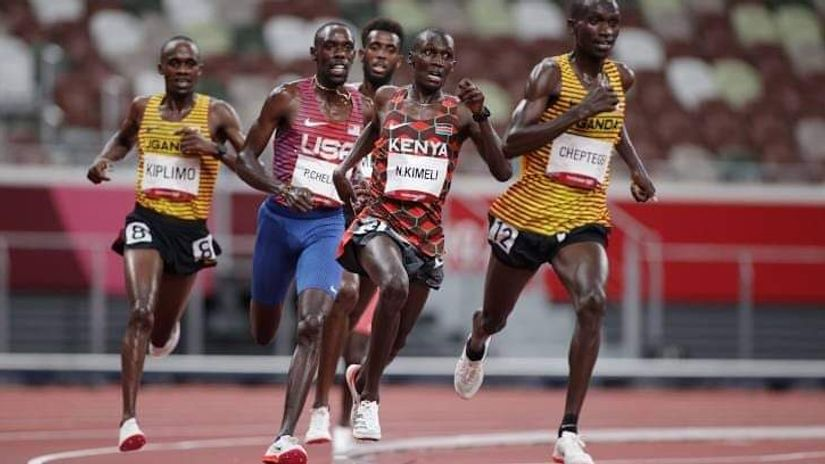 UGANDA
KIPLIMO
8
8
USA
P.CHEL
KENYA
N.KIMELI
UGANDA
CHEPTEGEI
12